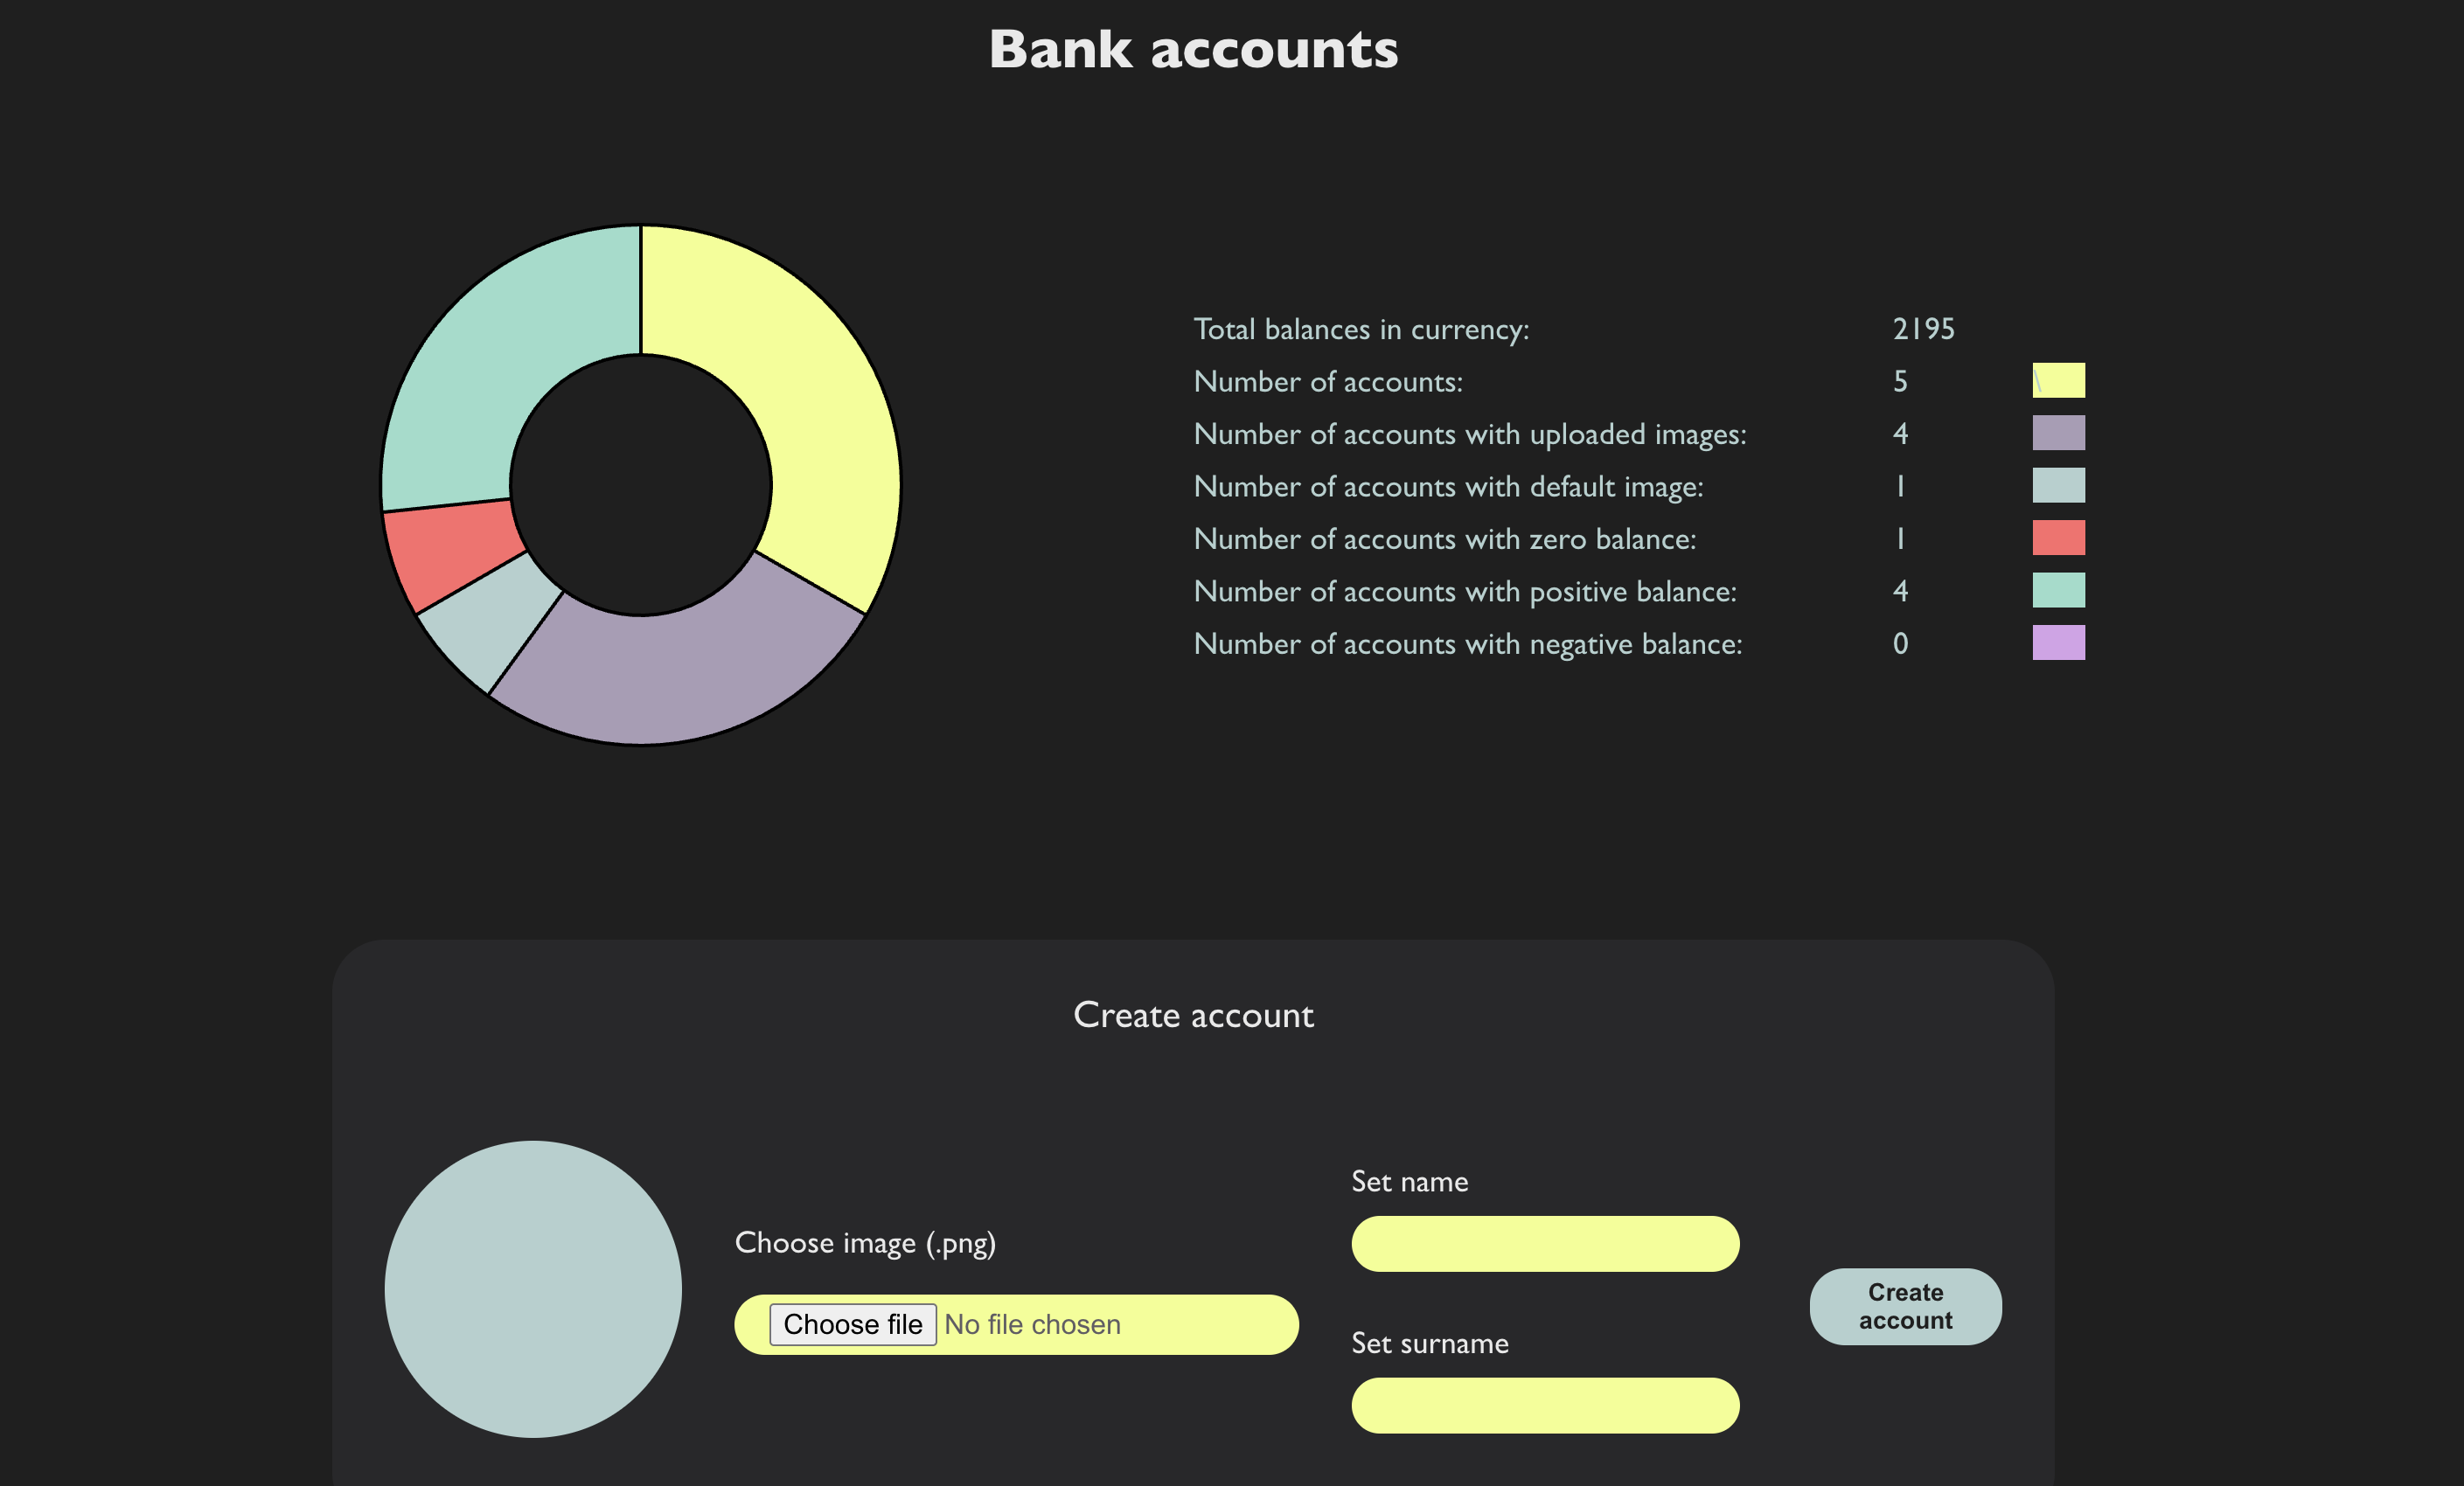 Bank accounts
Total balances in currency: 2195
Number of accounts: 5 \
Number of accounts with uploaded images: 4
Number of accounts with default image: 1
Number of accounts with zero balance: 1
Number of accounts with positive balance: 4
Number of accounts with negative balance: 0
Create account
Choose image (.png)
Choose file No file chosen
Set name
Set surname
Create
account